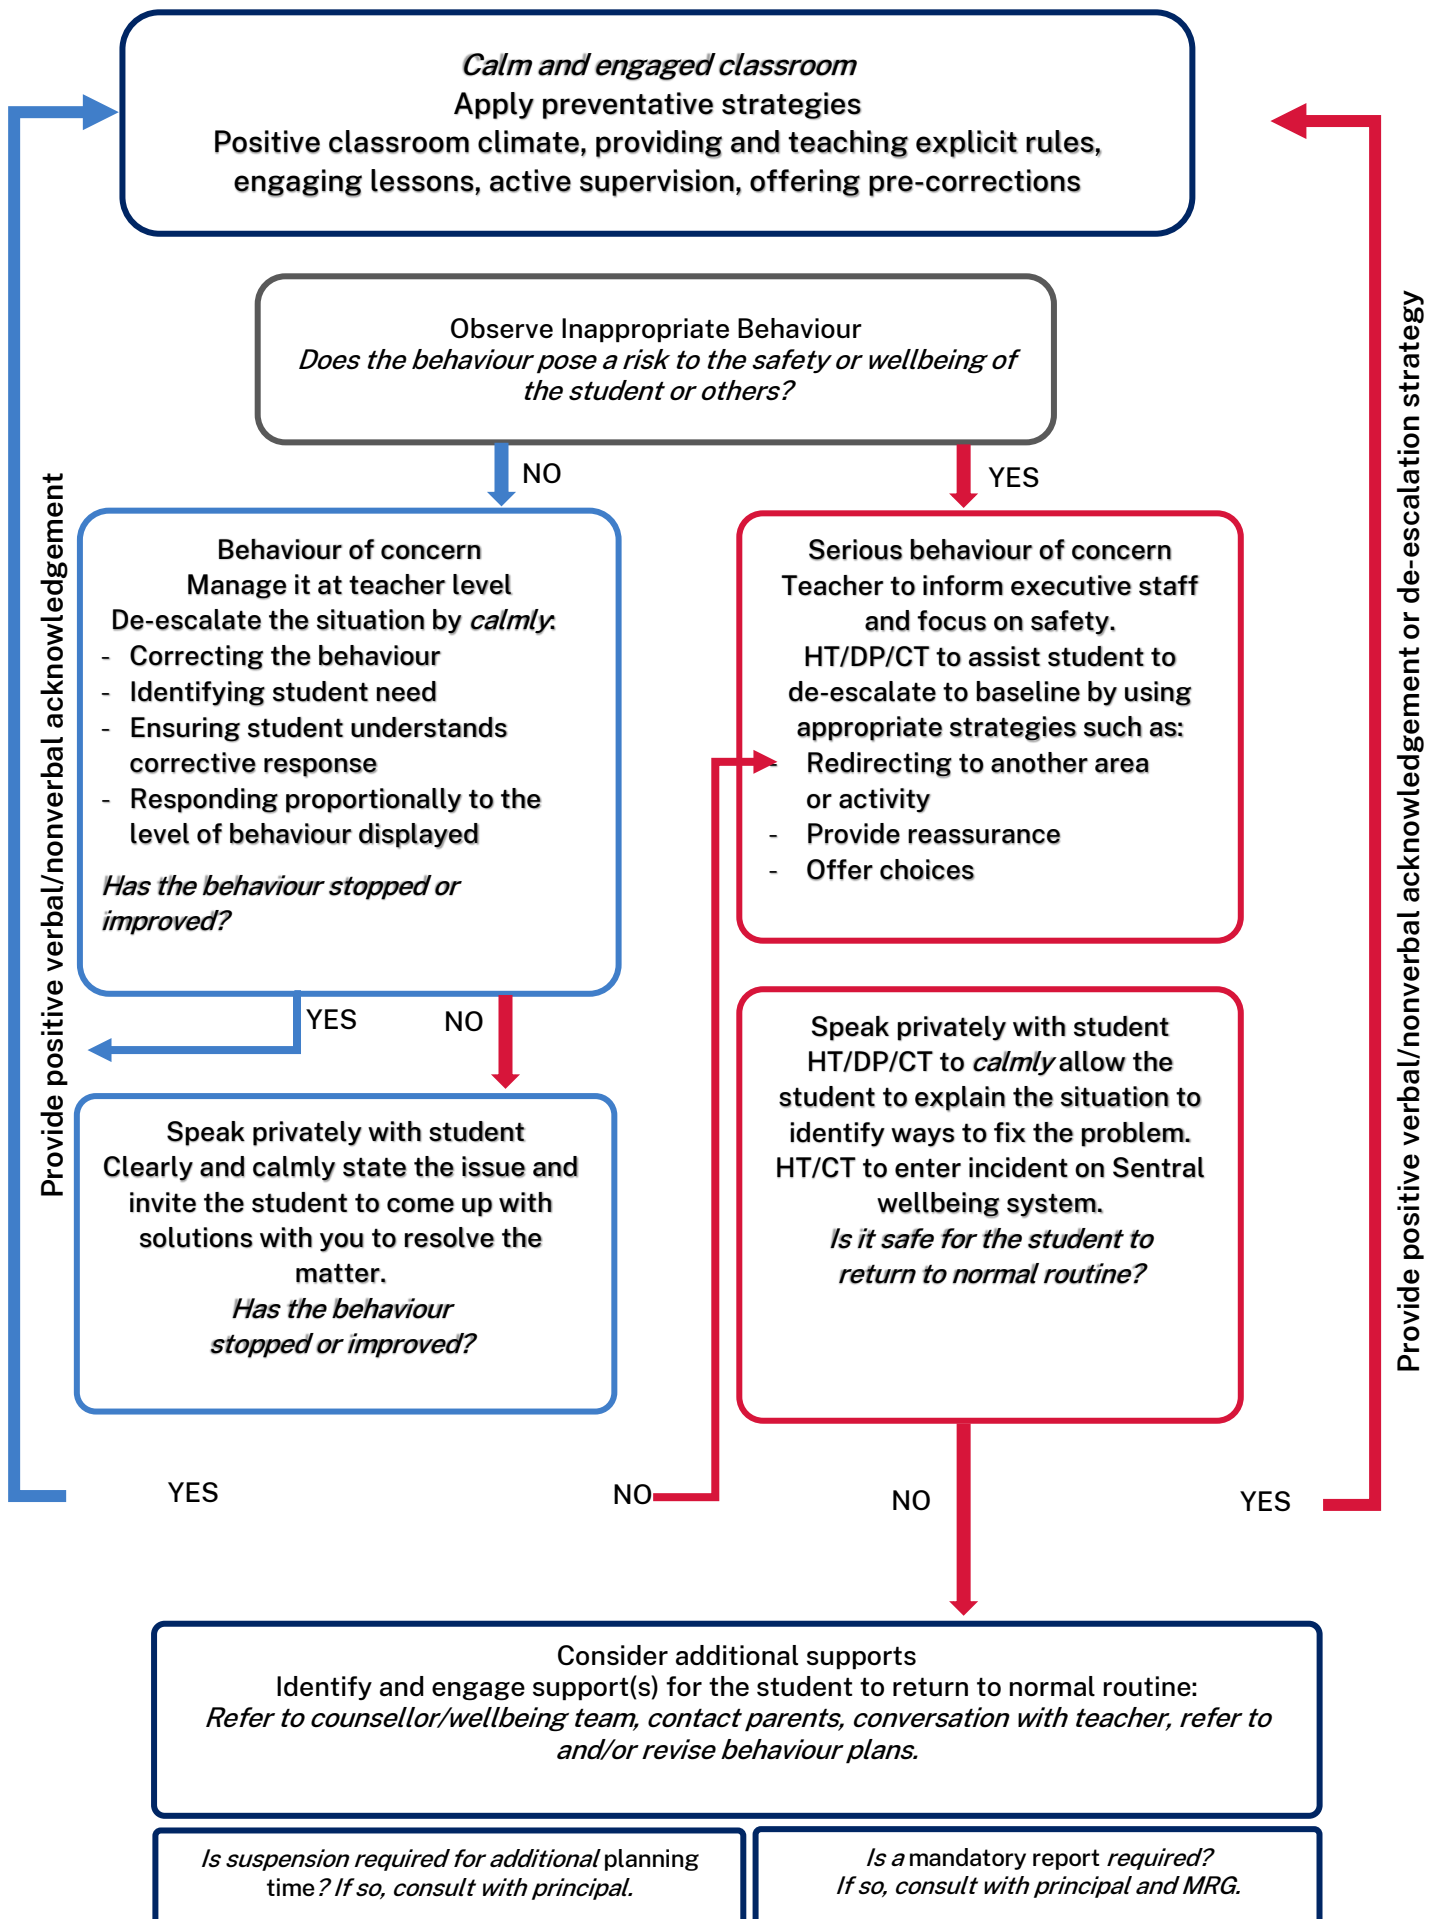 Calm and engaged classroom
Apply preventative strategies
Positive classroom climate, providing and teaching explicit rules,
engaging lessons, active supervision, offering pre-corrections
Observe Inappropriate Behaviour
Does the behaviour pose a risk to the safety or wellbeing of
the student or others?
NO
YES
Provide positive verbal/nonverbal acknowledgement
Behaviour of concern
Manage it at teacher level
De-escalate the situation by calmly:
- Correcting the behaviour
- Identifying student need
- Ensuring student understands
corrective response
- Responding proportionally to the
level of behaviour displayed
Has the behaviour stopped or
improved?
YES
NO
Speak privately with student
Clearly and calmly state the issue and
invite the student to come up with
solutions with you to resolve the
matter.
Has the behaviour
stopped or improved?
YES
NO
Serious behaviour of concern
Teacher to inform executive staff
and focus on safety.
HT/DP/CT to assist student to
de-escalate to baseline by using
appropriate strategies such as:
- Redirecting to another area
or activity
- Provide reassurance
- Offer choices
Speak privately with student
HT/DP/CT to calmly allow the
student to explain the situation to
identify ways to fix the problem.
HT/CT to enter incident on Sentral
wellbeing system.
Is it safe for the student to
return to normal routine?
NO
YES
Provide positive verbal/nonverbal acknowledgement or de-escalation strategy
Consider additional supports
Identify and engage support(s) for the student to return to normal routine:
Refer to counsellor/wellbeing team, contact parents, conversation with teacher, refer to
and/or revise behaviour plans.
Is suspension required for additional planning
time? If so, consult with principal.
Is a mandatory report required?
If so, consult with principal and MRG.